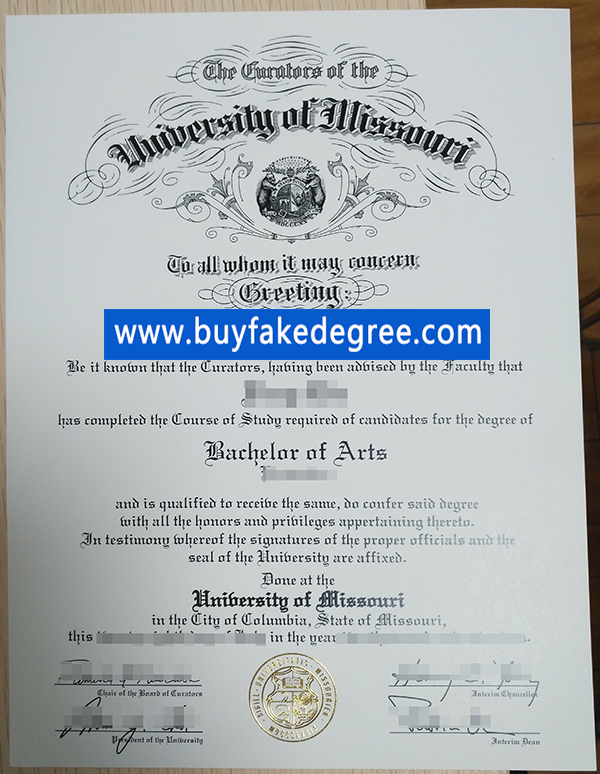 The Curators of the
University of Missouri
To all whom it may concern
Greeting:
www.buyfakedegree.com
Be it known that the Curators, having been advised by the Faculty that
has completed the Course of Study required of candidates for the degree of
Bachelor of Arts
and is qualified to receive the same, do confer said degree
with all the honors and privileges appertaining thereto.
In testimony whereof the signatures of the proper officials and the
seal of the University are affixed.
Done at the
University of Missouri
in the City of Columbia, State of Missouri,
this in the year
Chair of the Board of Curators
Interim Chancellor
President of the University
Interim Dean